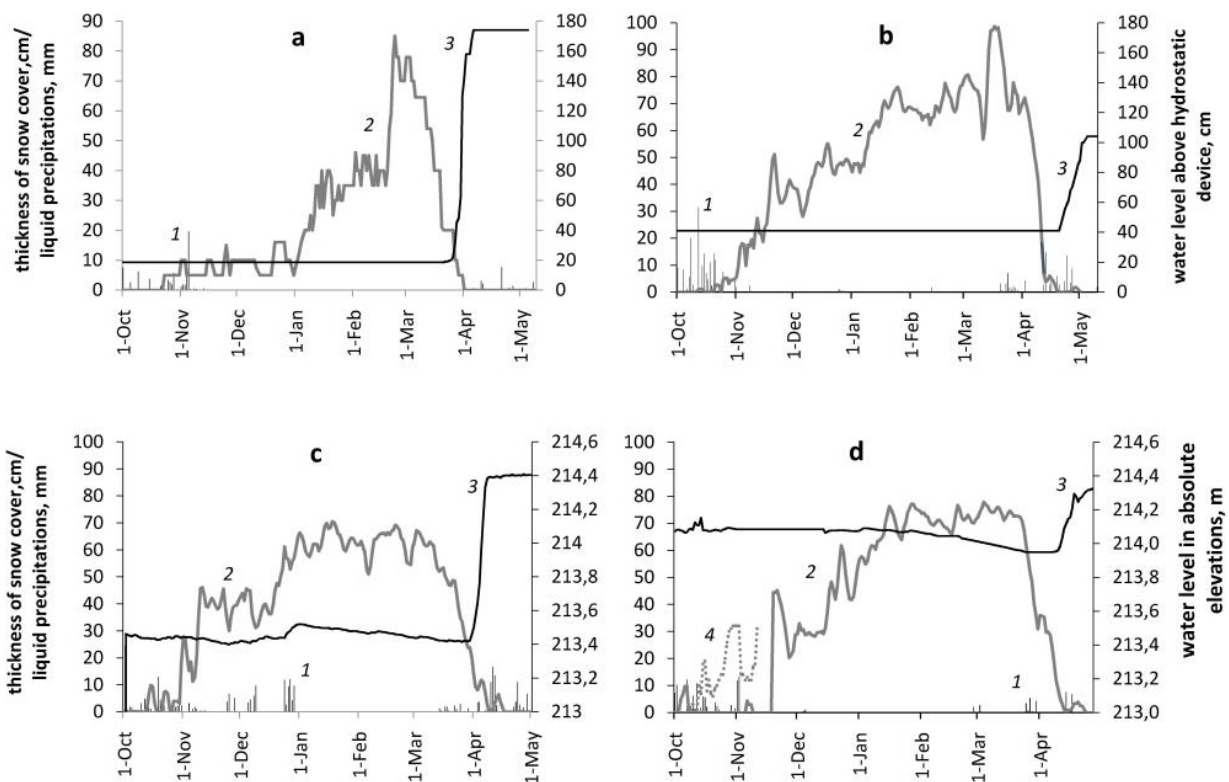 thickness of snow cover,cm/
liquid precipitations, mm
90
80
70
60
50
40
30
20
10
0
a
1
2
3
180
160
140
120
100
80
60
40
20
0
1-Oct
1-Nov
1-Dec
1-Jan
1-Feb
1-Mar
1-Apr
1-May
100
90
80
70
60
50
40
30
20
10
0
b
1
2
3
180
160
140
120
100
80
60
40
20
0
1-Oct
1-Nov
1-Dec
1-Jan
1-Feb
1-Mar
1-Apr
1-May
water level above hydrostatic
device, cm
thickness of snow cover,cm/
liquid precipitations, mm
100
90
80
70
60
50
40
30
20
10
0
c
2
1
3
214,6
214,4
214,2
214
213,8
213,6
213,4
213,2
213
1-Oct
1-Nov
1-Dec
1-Jan
1-Feb
1-Mar
1-Apr
1-May
100
90
80
70
60
50
40
30
20
10
0
d
4
2
1
3
214,6
214,4
214,2
214,0
213,8
213,6
213,4
213,2
213,0
1-Oct
1-Nov
1-Dec
1-Jan
1-Feb
1-Mar
1-Apr
water level in absolute
elevations, m